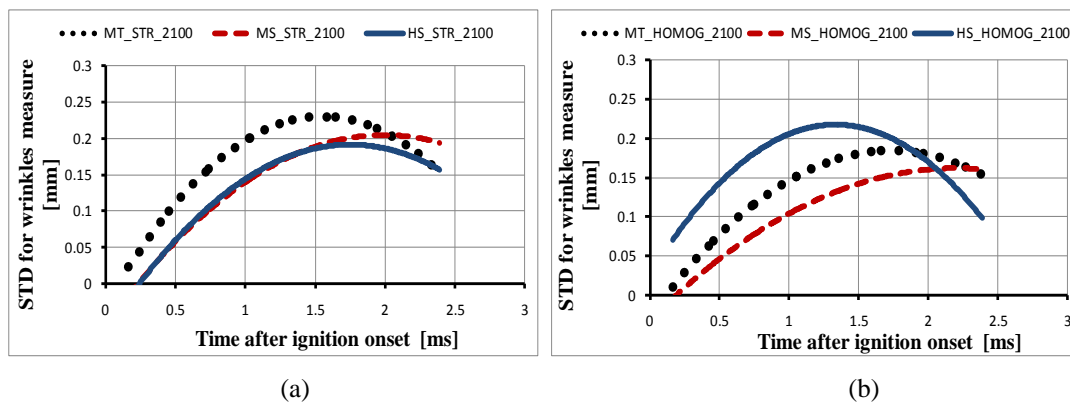 MT_STR_2100 MS_STR_2100 HS_STR_2100
0.3
0.25
0.2
0.15
0.1
0.05
0
0 0.5 1 1.5 2 2.5 3
STD for wrinkles measure
[mm]
Time after ignition onset [ms]
(a)
MT_HOMOG_2100 MS_HOMOG_2100 HS_HOMOG_2100
0.3
0.25
0.2
0.15
0.1
0.05
0
0 0.5 1 1.5 2 2.5 3
STD for wrinkles measure
[mm]
Time after ignition onset [ms]
(b)